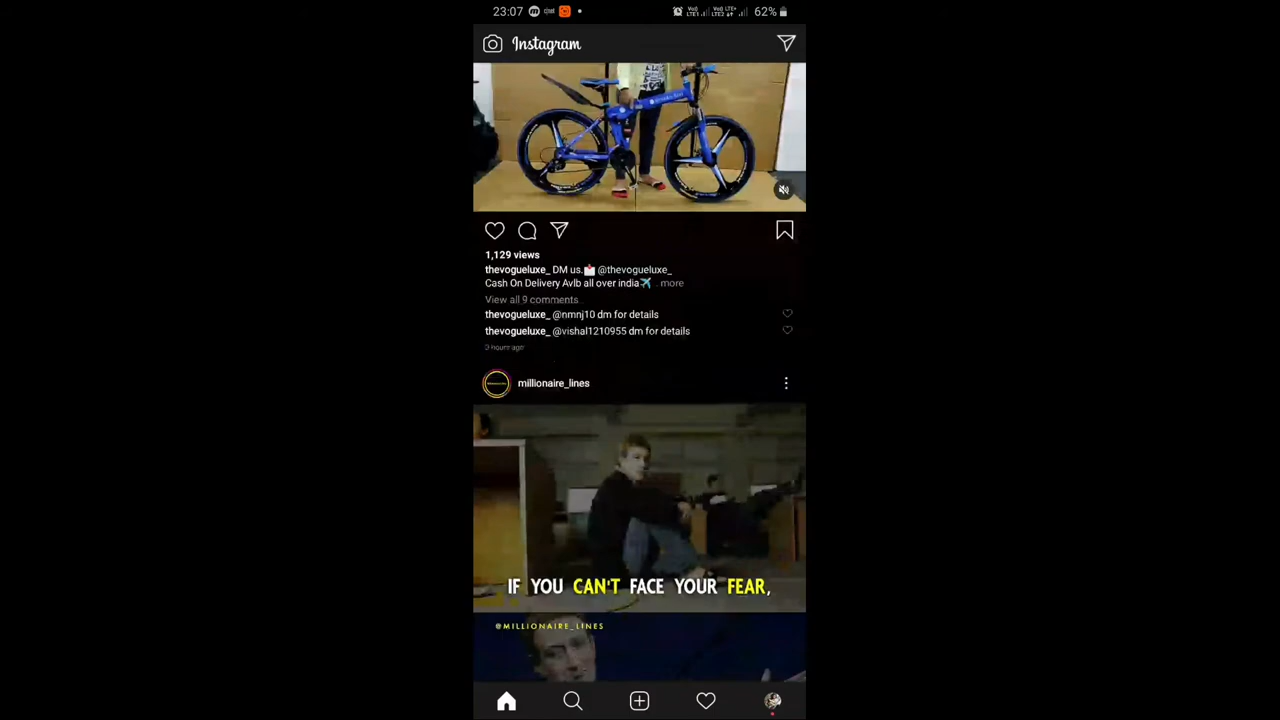 23:07
62%
Instagram
1,129 views
thevogueluxe_ DM us.📩 @thevogueluxe_
Cash On Delivery Avlb all over india✈️ .. more
View all 9 comments
thevogueluxe_ @nmnj10 dm for details
thevogueluxe_ @vishal1210955 dm for details
hours ago
millionaire_lines
IF YOU CAN'T FACE YOUR FEAR,
@MILLIONAIRE_LINES